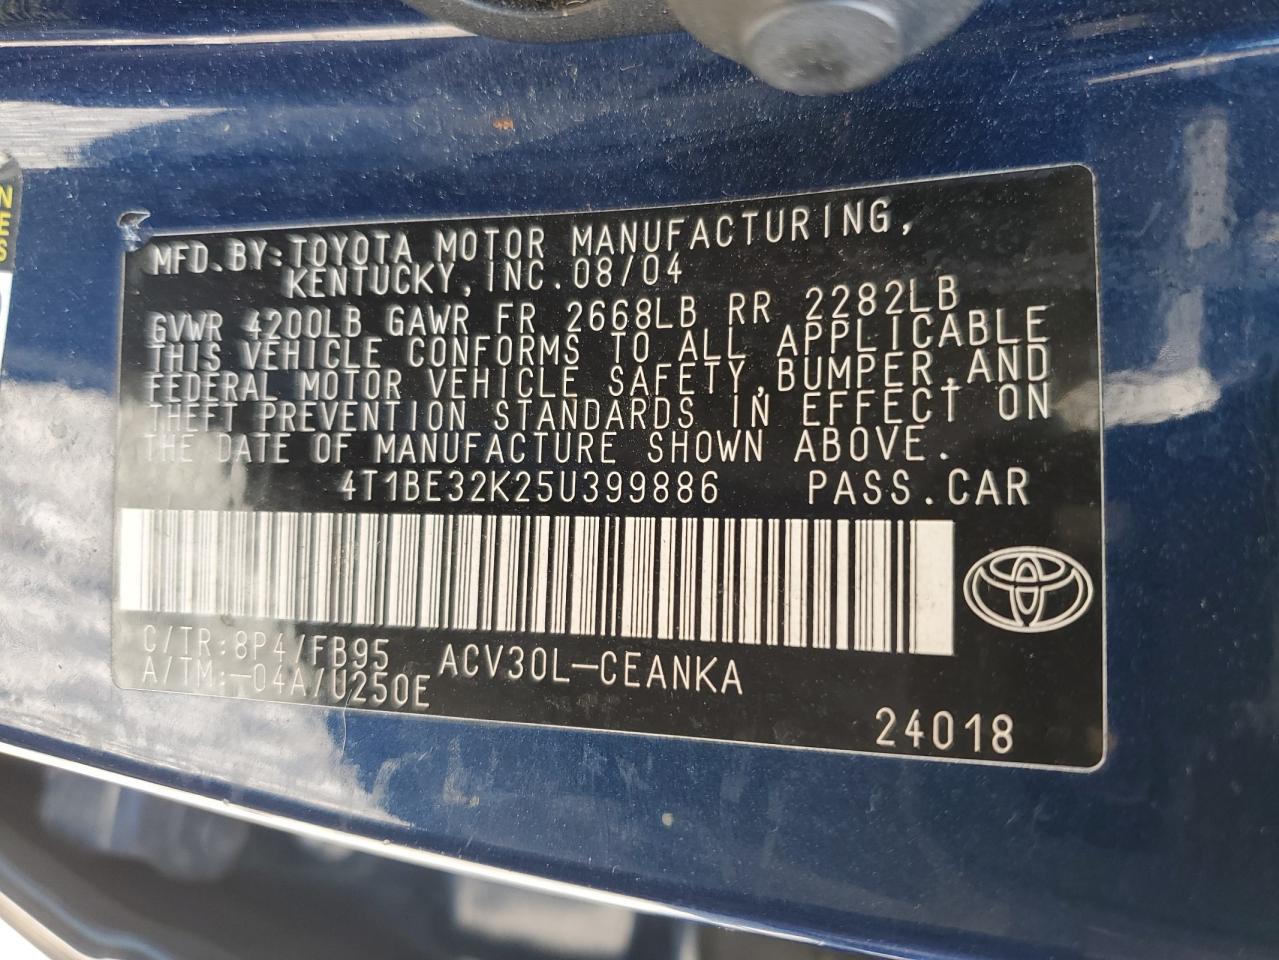 MFD.BY:TOYOTA MOTOR MANUFACTURING,
KENTUCKY,INC.08/04
GVWR 4200LB GAWR FR 2668LB RR 2282LB
THIS VEHICLE CONFORMS TO ALL APPLICABLE
FEDERAL MOTOR VEHICLE SAFETY,BUMPER,AND
THEFT PREVENTION STANDARDS IN EFFECT ON
THE DATE OF MANUFACTURE SHOWN ABOVE.
4T1BE32K25U399886 PASS.CAR
C/TR:8P4/FB95 ACV30L-CEANKA
A/TM:-04A/U250E
24018